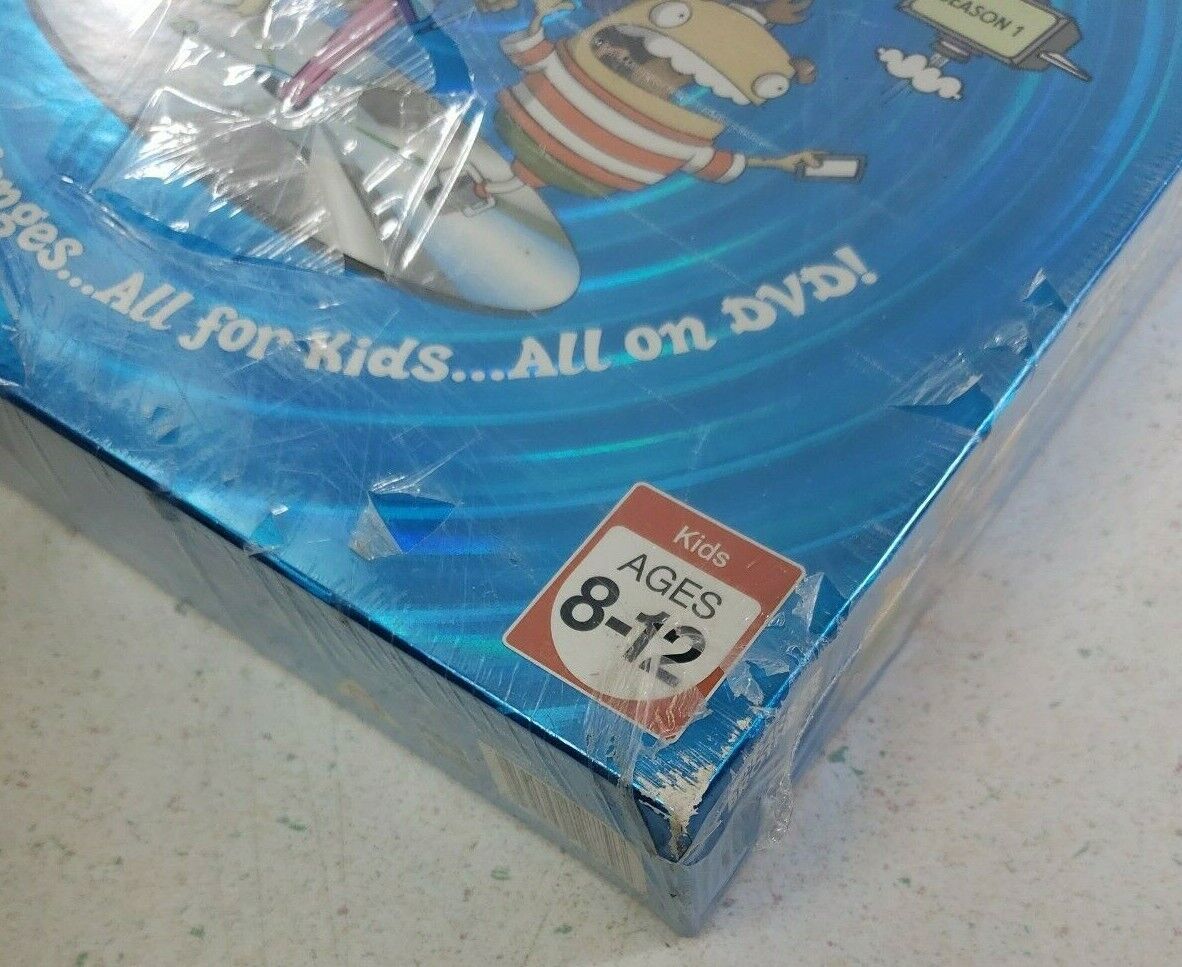 SEASON 1
...All for Kids...All on DVD!
Kids
AGES
8-12